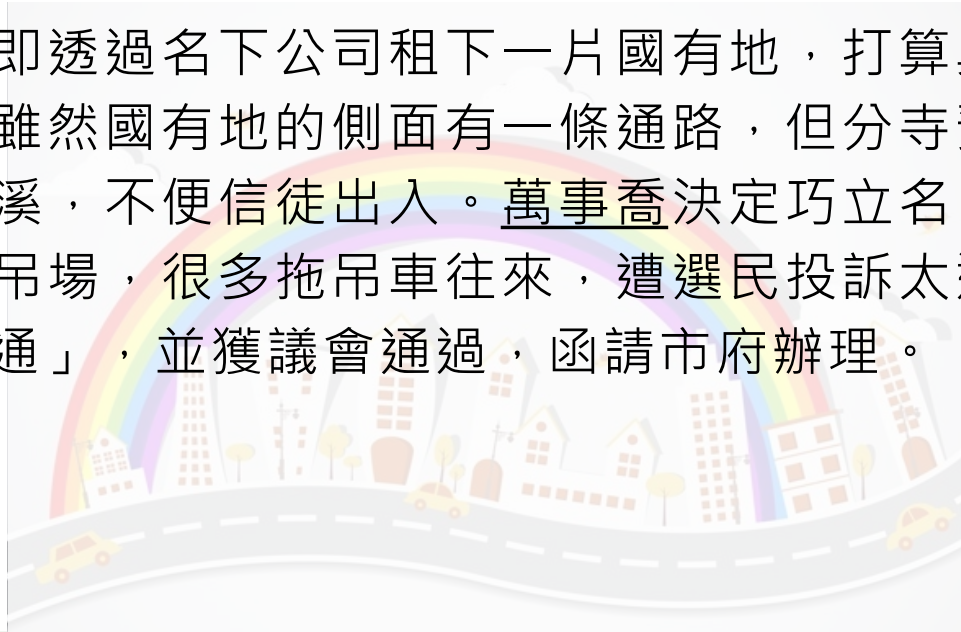 即透過名下公司租下一片國有地，打算
雖然國有地的側面有一條通路，但分寺
溪，不便信徒出入。萬事喬決定巧立名
吊場，很多拖吊車往來，遭選民投訴太
通」，並獲議會通過，函請市府辦理。